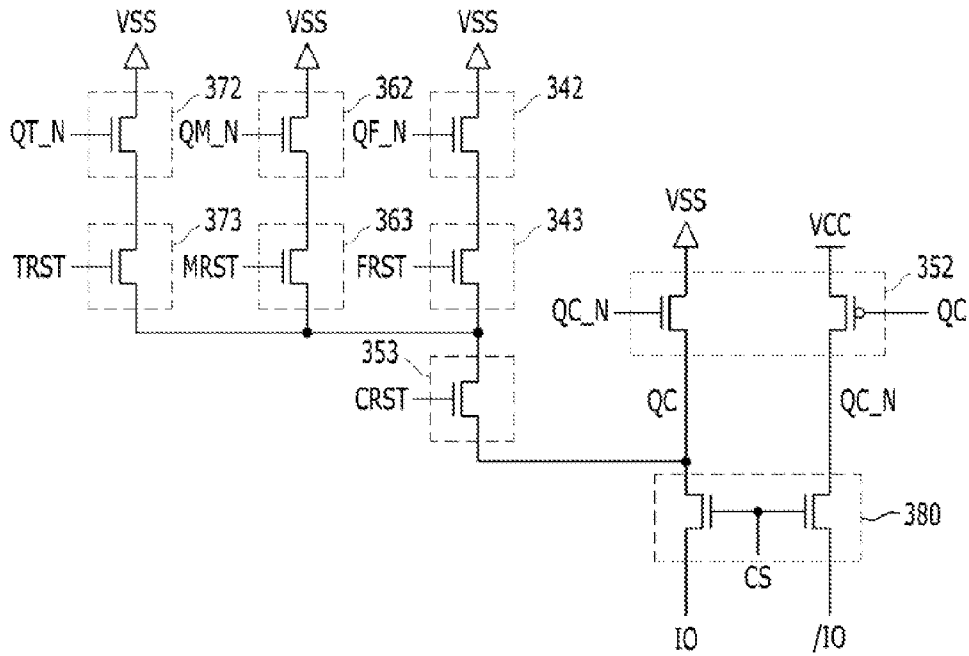 VSS VSS VSS
372 362 342
QT_N QM_N QF_N
373 363 343
TRST MRST FRST
VSS VCC
352
QC_N QC
353
CRST
QC QC_N
380
CS
IO /IO